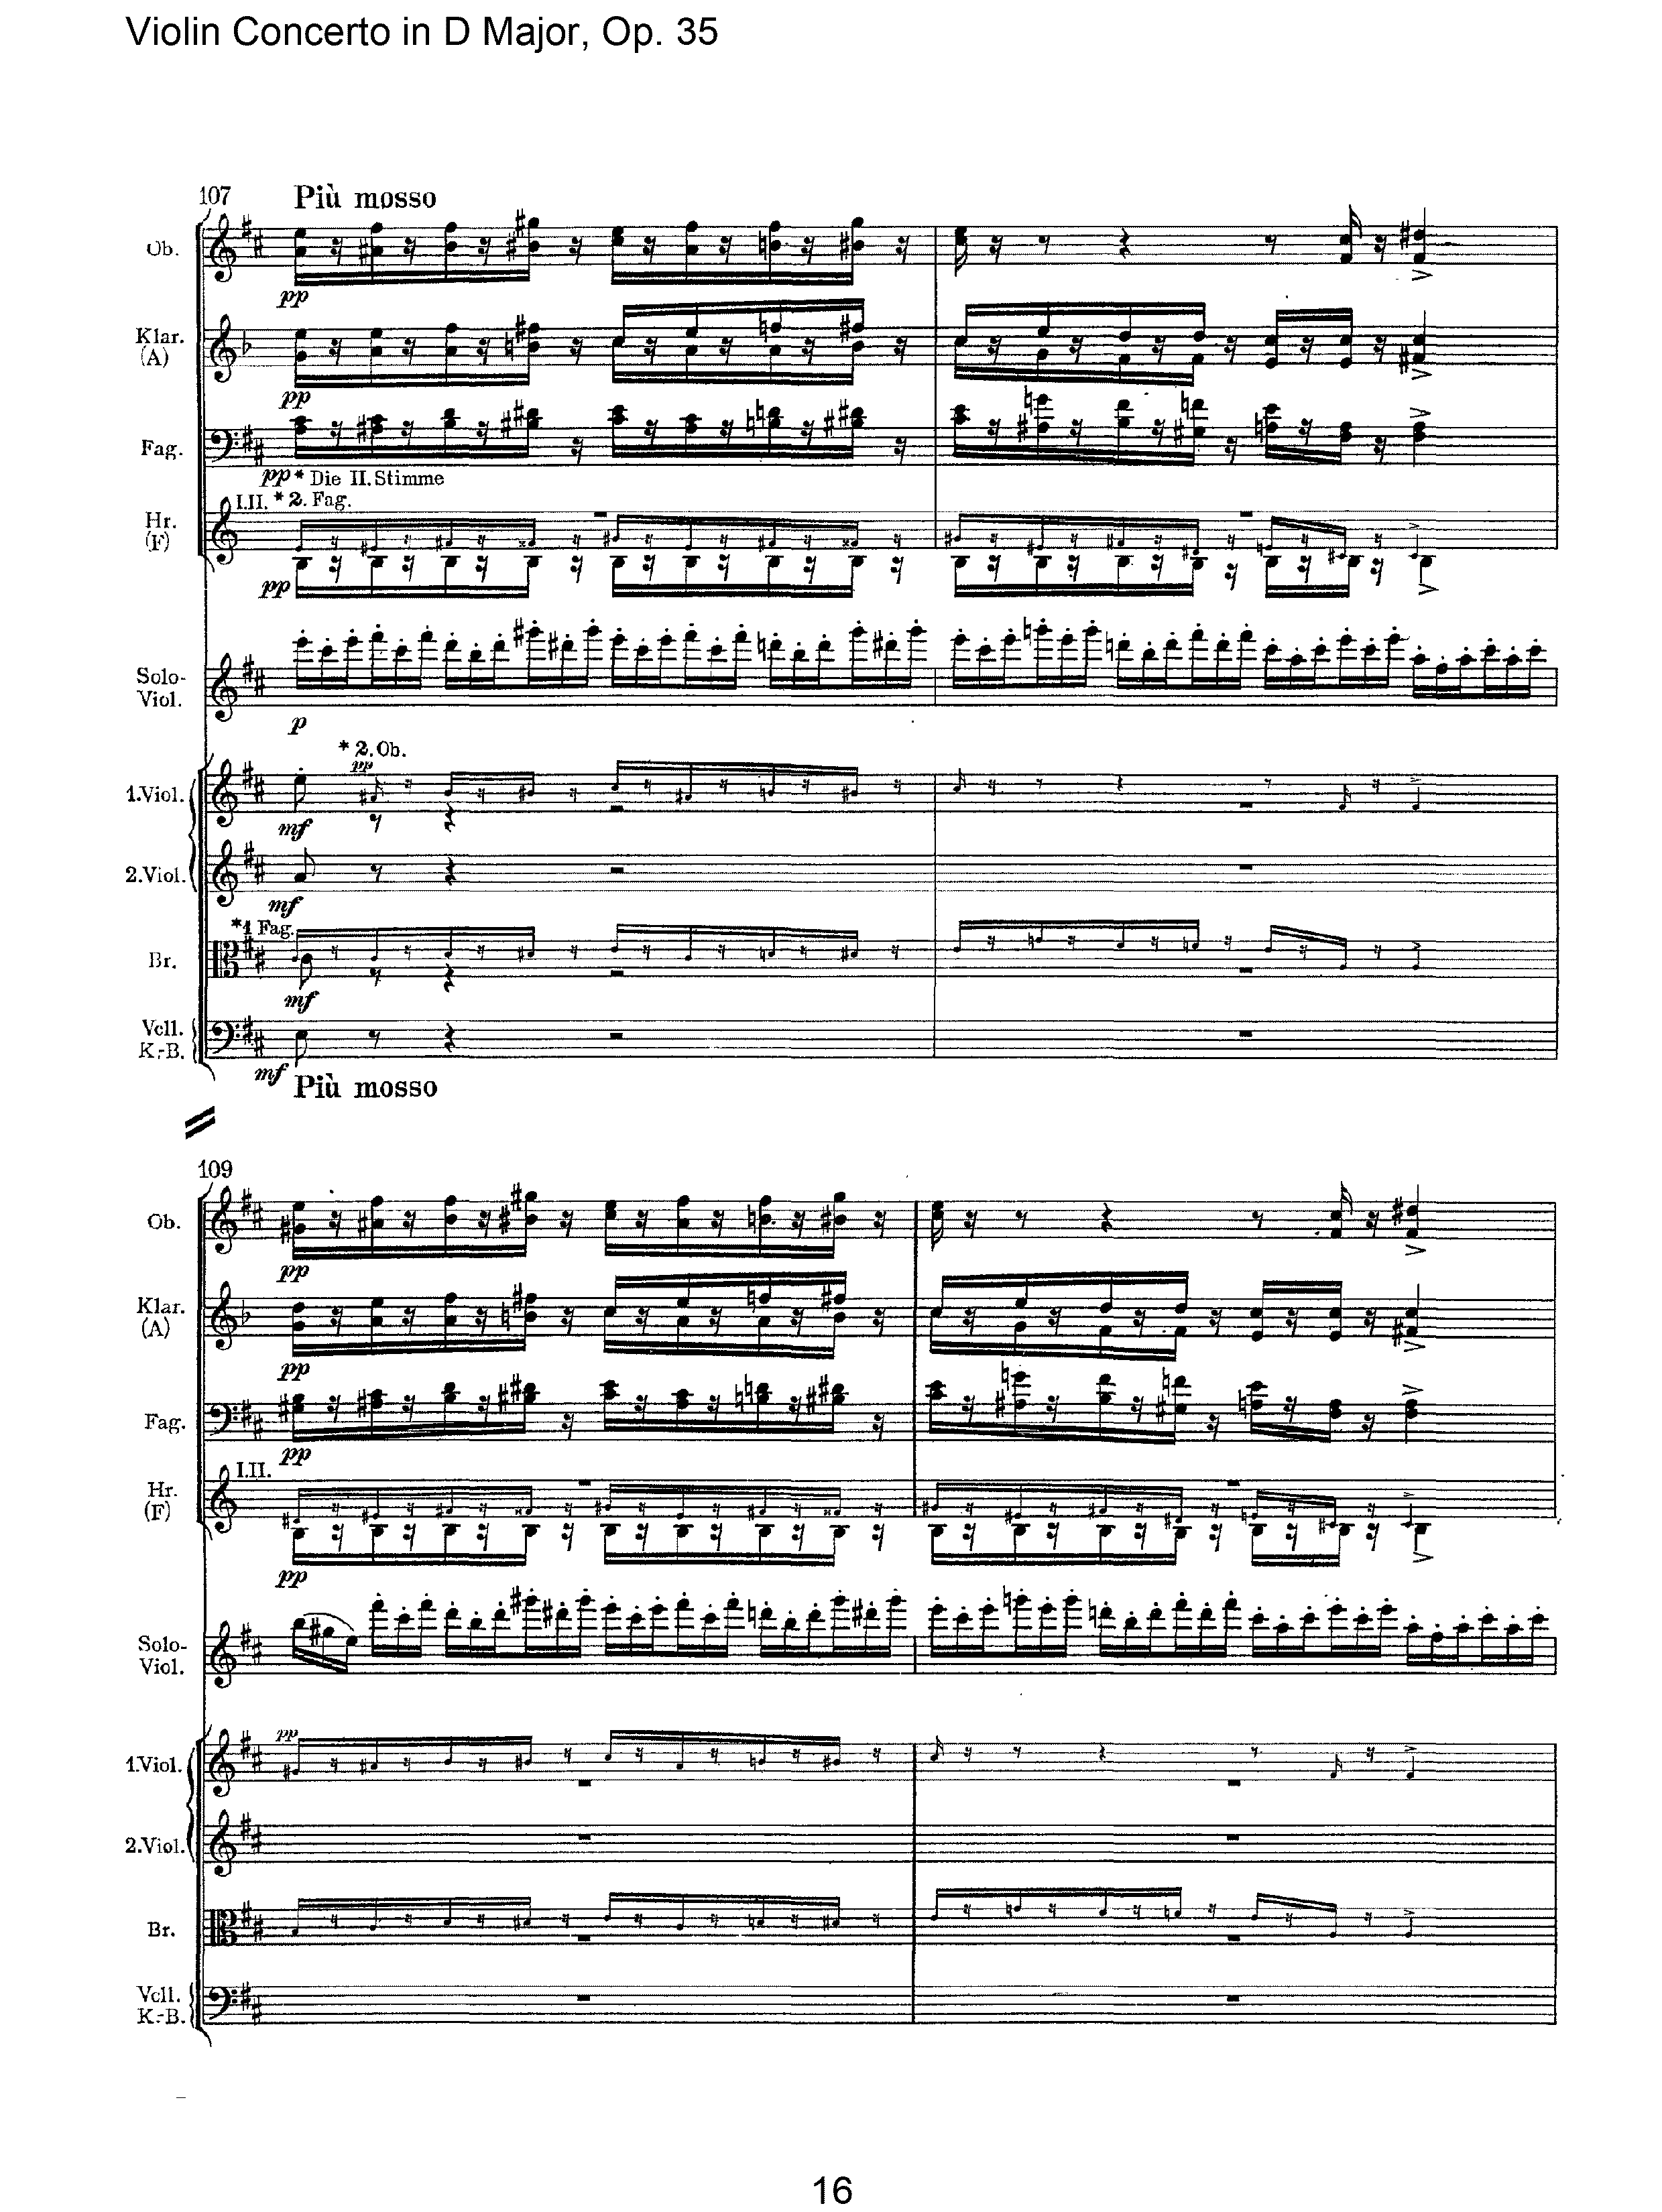 Violin Concerto in D Major, Op. 35
107 Più mosso
Ob.
pp
Klar.
(A)
pp
Fag.
pp * Die II. Stimme
I.II. * 2. Fag.
Hr.
(F)
pp
Solo-
Viol.
p
* 2. Ob.
pp
1.Viol.
mf
2.Viol.
mf
*1 Fag.
Br.
mf
Vcll.
K.-B.
mf
Più mosso
109
Ob.
pp
Klar.
(A)
pp
Fag.
pp
I.II.
Hr.
(F)
pp
Solo-
Viol.
pp
1.Viol.
2.Viol.
Br.
Vcll.
K.-B.
16